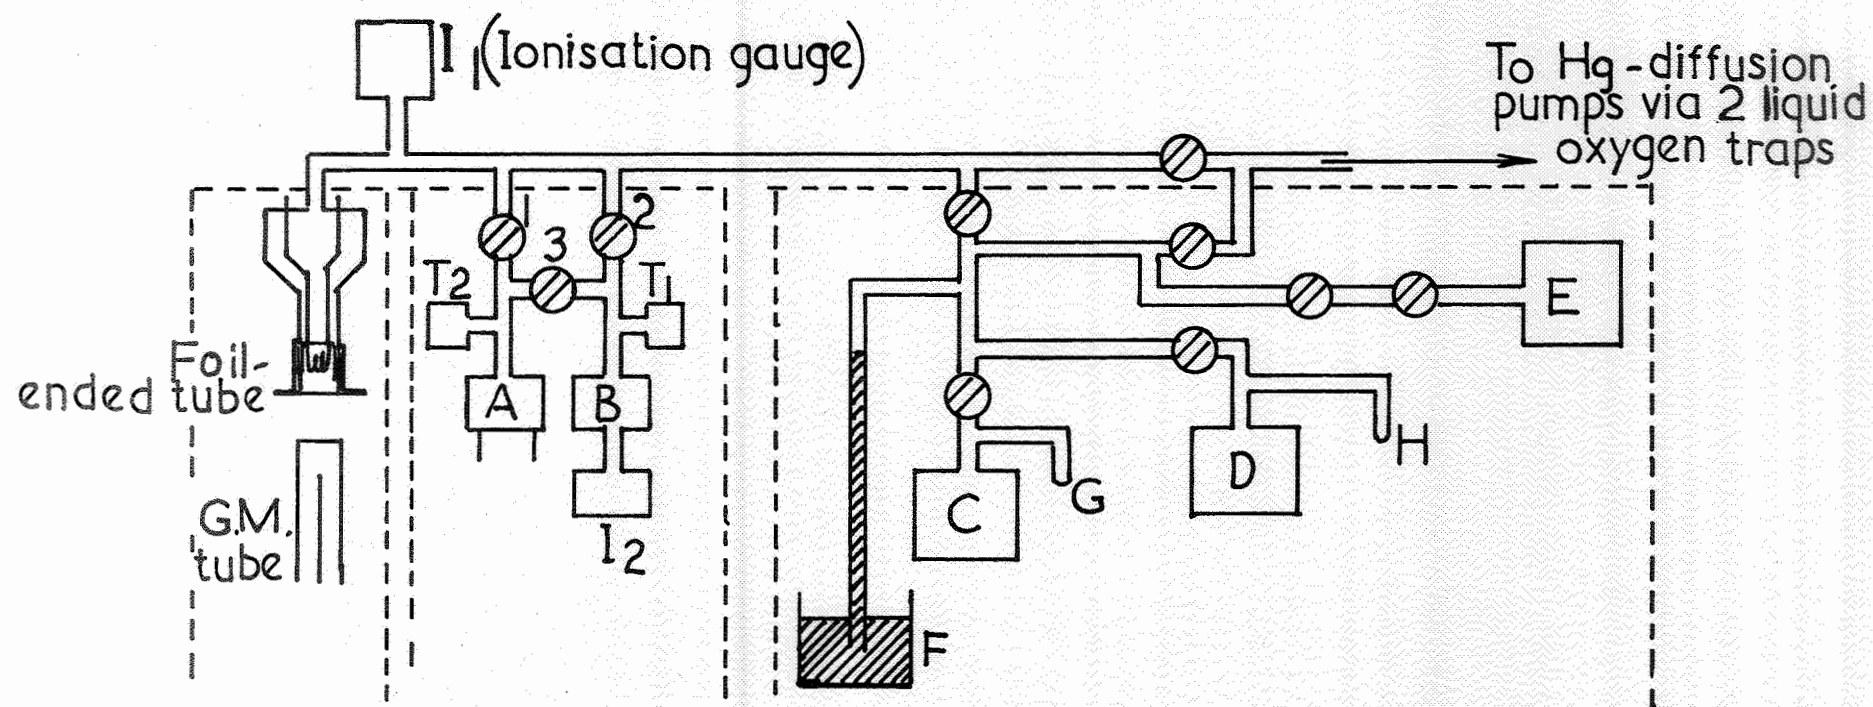 I1 (Ionisation gauge)
To Hg-diffusion
pumps via 2 liquid
oxygen traps
1
2
3
T2
T1
E
Foil-
ended tube
A
B
H
D
G
C
G.M.
tube
I2
F